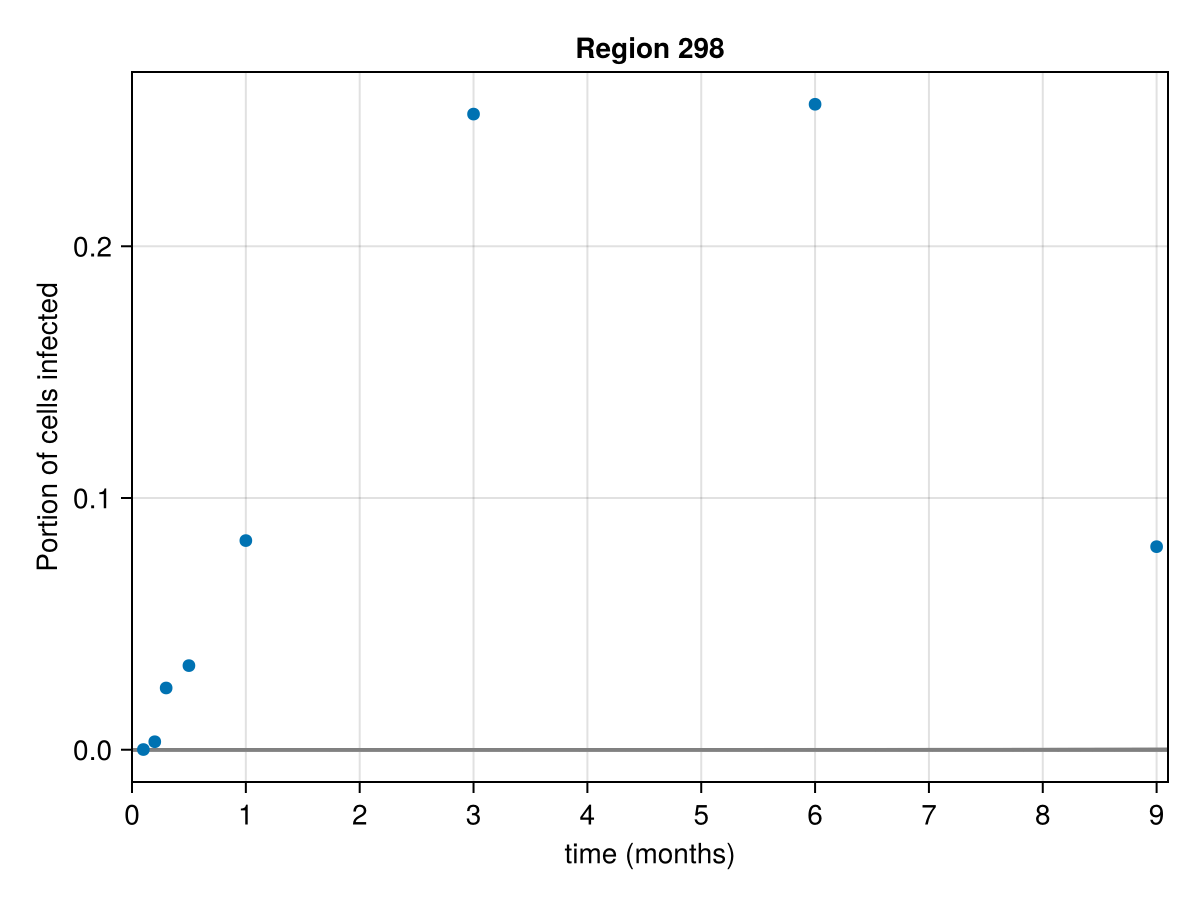 Region 298
Portion of cells infected
0.2
0.1
0.0
0 1 2 3 4 5 6 7 8 9
time (months)